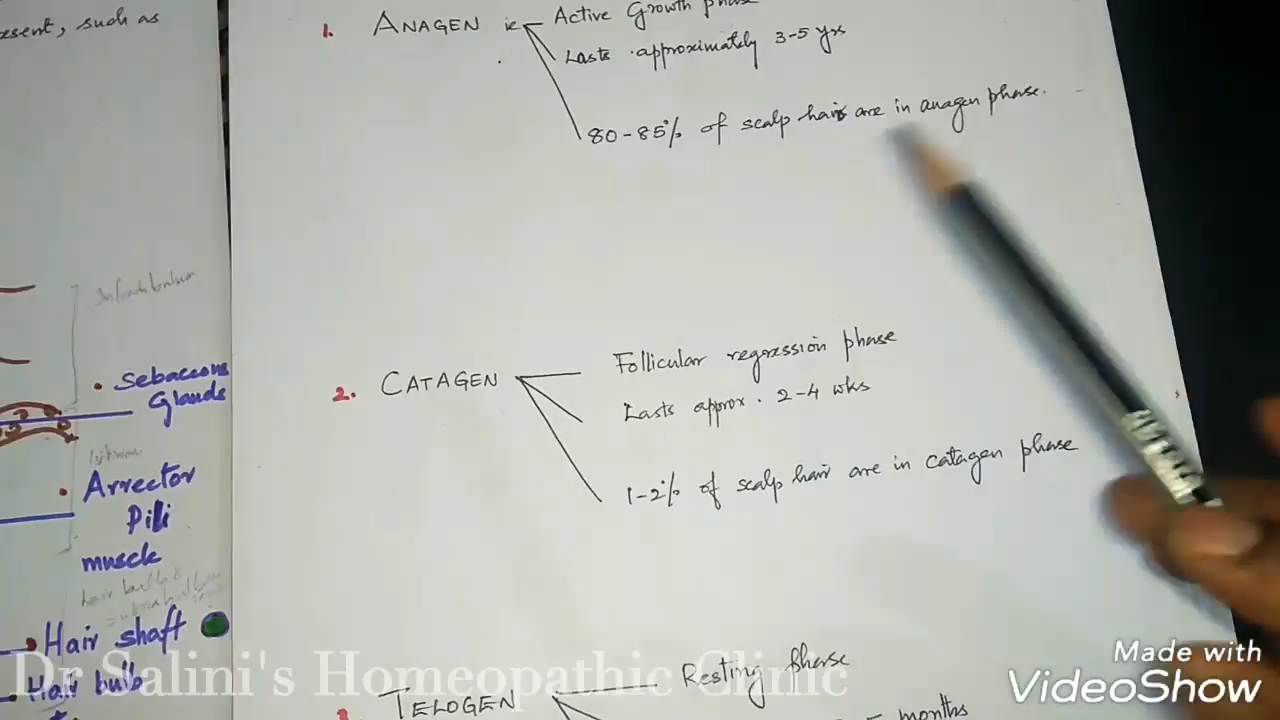 esent, such as
Sebaceous
Glands
Arrector
Pili
muscle
Hair shaft
Hair bulb
1. ANAGEN ie Active Growth phase
Lasts approximately 3-5 yrs
80-85% of scalp hairs are in anagen phase.
2. CATAGEN Follicular regression phase
Lasts approx. 2-4 wks
1-2% of scalp hair are in catagen phase
3. TELOGEN Resting phase
months
Dr Salini's Homeopathic Clinic
Made with
VideoShow